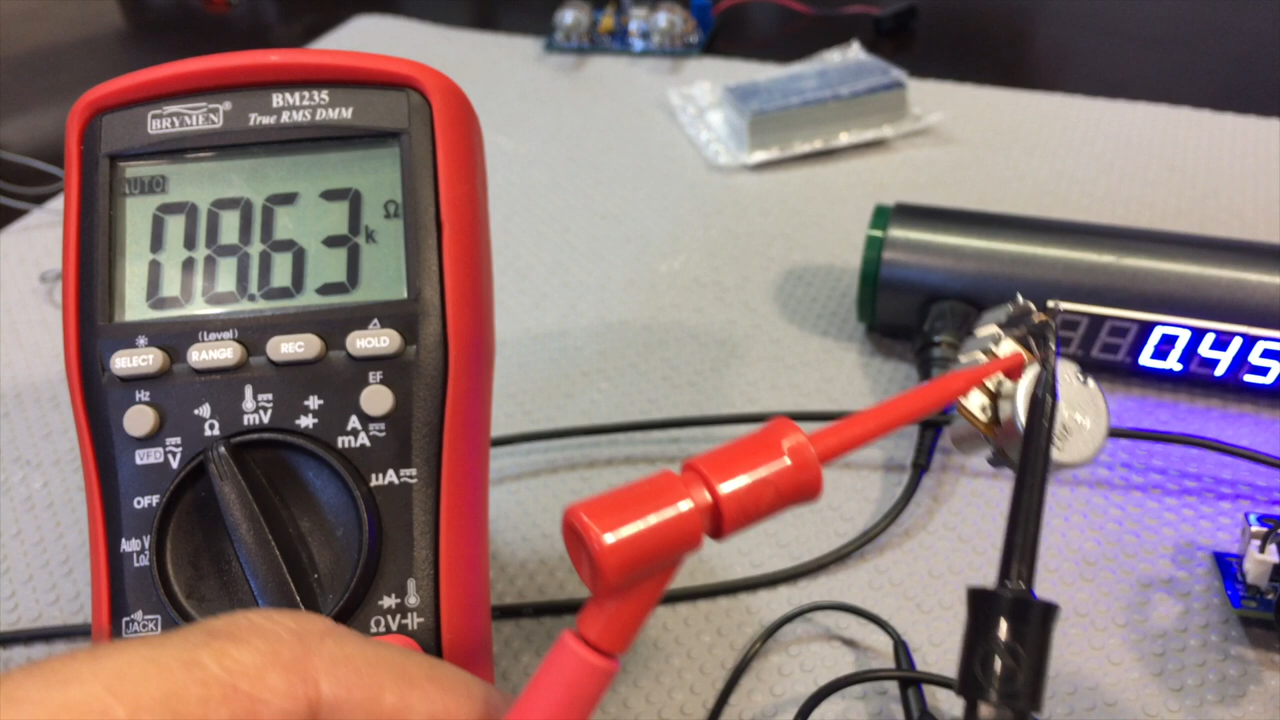 BRYMEN® BM235
True RMS DMM
AUTO
08.63 kΩ
SELECT
(Level)
RANGE
REC
HOLD
Hz
EF
VFD V
Ω
mV
A
mA
µA
OFF
Auto V
LoZ
JACK
ΩV
0.45